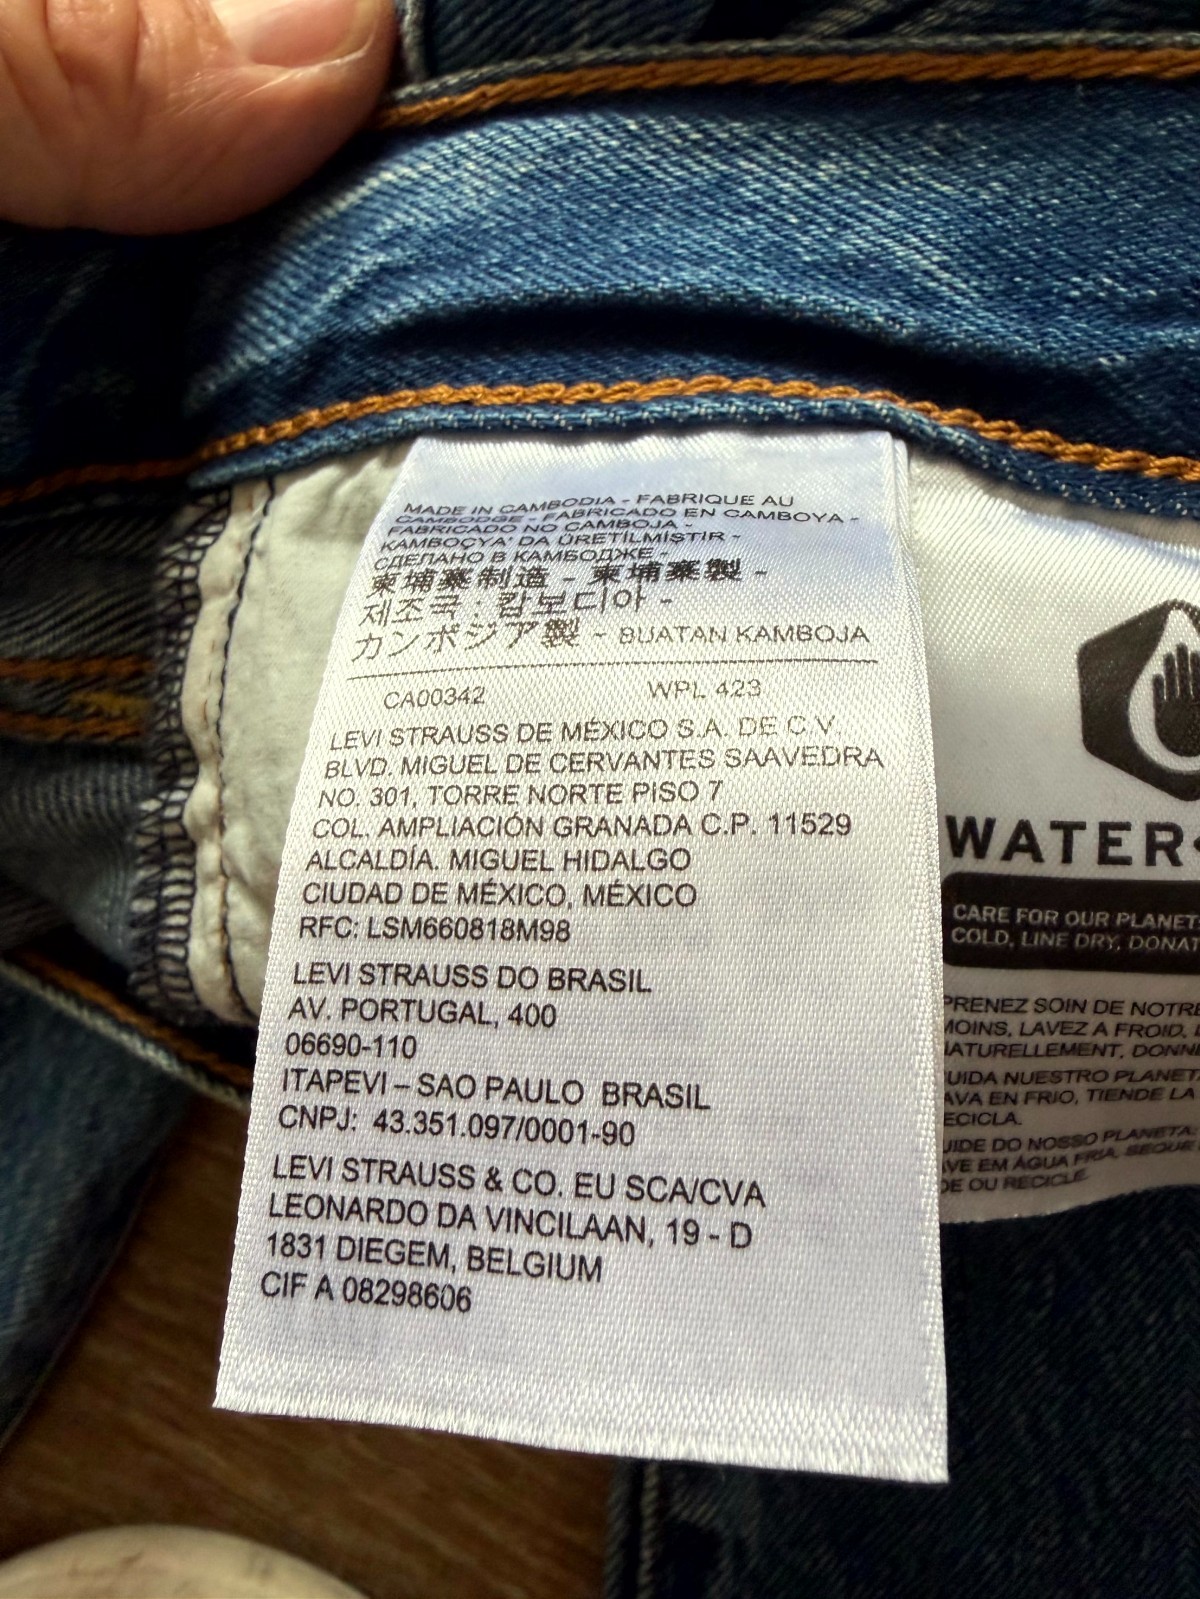 MADE IN CAMBODIA - FABRIQUE AU
CAMBODGE - FABRICADO EN CAMBOYA -
FABRICADO NO CAMBOJA -
KAMBOÇYA' DA ÜRETİLMİŞTİR -
СДЕЛАНО В КАМБОДЖЕ -
柬埔寨制造 - 柬埔寨製 -
제조국 : 캄보디아 -
カンボジア製 - BUATAN KAMBOJA
CA00342 WPL 423
LEVI STRAUSS DE MÉXICO S.A. DE C.V
BLVD. MIGUEL DE CERVANTES SAAVEDRA
NO. 301, TORRE NORTE PISO 7
COL. AMPLIACIÓN GRANADA C.P. 11529
ALCALDÍA. MIGUEL HIDALGO
CIUDAD DE MÉXICO, MÉXICO
RFC: LSM660818M98
LEVI STRAUSS DO BRASIL
AV. PORTUGAL, 400
06690-110
ITAPEVI – SAO PAULO BRASIL
CNPJ: 43.351.097/0001-90
LEVI STRAUSS & CO. EU SCA/CVA
LEONARDO DA VINCILAAN, 19 - D
1831 DIEGEM, BELGIUM
CIF A 08298606
WATER<
CARE FOR OUR PLANET
COLD, LINE DRY, DONAT
PRENEZ SOIN DE NOTRE
MOINS, LAVEZ A FROID,
ATURELLEMENT, DONN
UIDA NUESTRO PLANET
AVA EN FRIO, TIENDE LA
ECICLA.
UIDE DO NOSSO PLANETA:
VE EM ÁGUA FRIA, SEQUE
DE OU RECICLE.